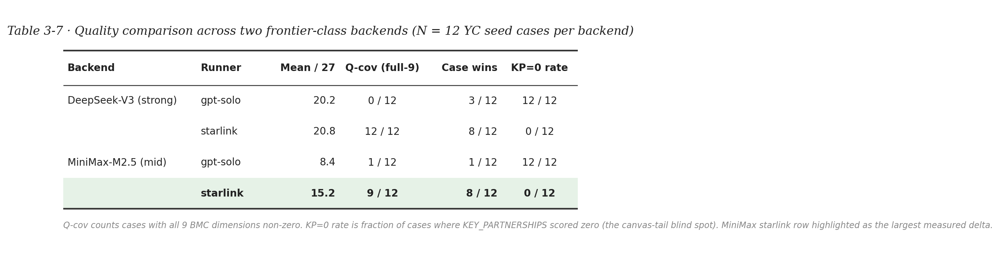 Table 3-7 · Quality comparison across two frontier-class backends (N = 12 YC seed cases per backend)
Backend Runner Mean / 27 Q-cov (full-9) Case wins KP=0 rate
DeepSeek-V3 (strong) gpt-solo 20.2 0 / 12 3 / 12 12 / 12
starlink 20.8 12 / 12 8 / 12 0 / 12
MiniMax-M2.5 (mid) gpt-solo 8.4 1 / 12 1 / 12 12 / 12
starlink 15.2 9 / 12 8 / 12 0 / 12
Q-cov counts cases with all 9 BMC dimensions non-zero. KP=0 rate is fraction of cases where KEY_PARTNERSHIPS scored zero (the canvas-tail blind spot). MiniMax starlink row highlighted as the largest measured delta.